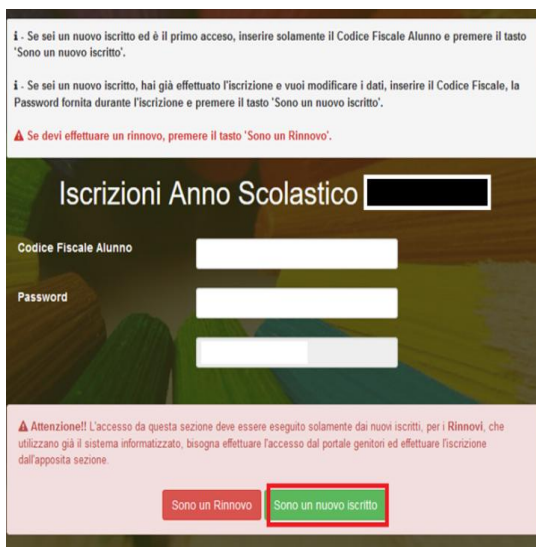 i - Se sei un nuovo iscritto ed è il primo accesso, inserire solamente il Codice Fiscale Alunno e premere il tasto
'Sono un nuovo iscritto'.
i - Se sei un nuovo iscritto, hai già effettuato l'iscrizione e vuoi modificare i dati, inserire il Codice Fiscale, la
Password fornita durante l'iscrizione e premere il tasto 'Sono un nuovo iscritto'.
Se devi effettuare un rinnovo, premere il tasto 'Sono un Rinnovo'.
Iscrizioni Anno Scolastico
Codice Fiscale Alunno
Password
Attenzione!! L'accesso da questa sezione deve essere eseguito solamente dai nuovi iscritti, per i Rinnovi, che
utilizzano già il sistema informatizzato, bisogna effettuare l'accesso dal portale genitori ed effettuare l'iscrizione
dall'apposita sezione.
Sono un Rinnovo
Sono un nuovo iscritto